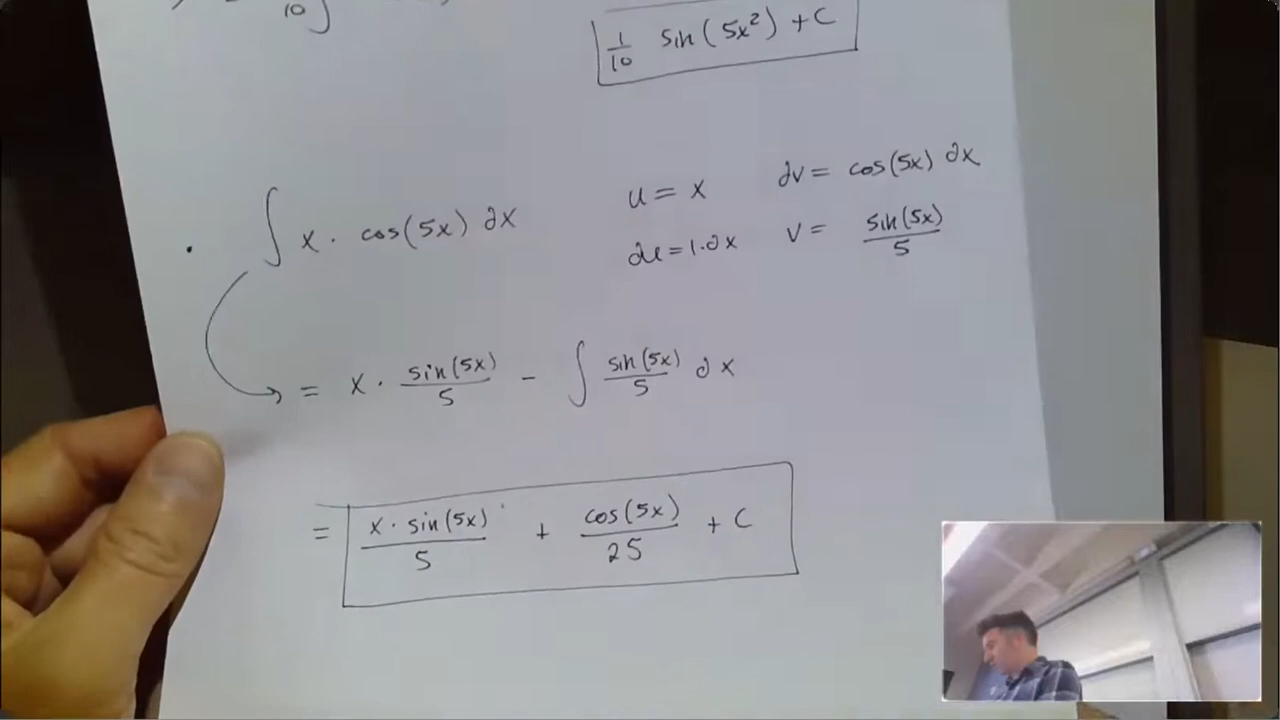 10
1/10 sin(5x²) + C
∫ x · cos(5x) ∂x
u = x ∂v = cos(5x) ∂x
∂u = 1·∂x v = sin(5x)/5
= x · sin(5x)/5 - ∫ sin(5x)/5 ∂x
= x · sin(5x)/5 + cos(5x)/25 + C